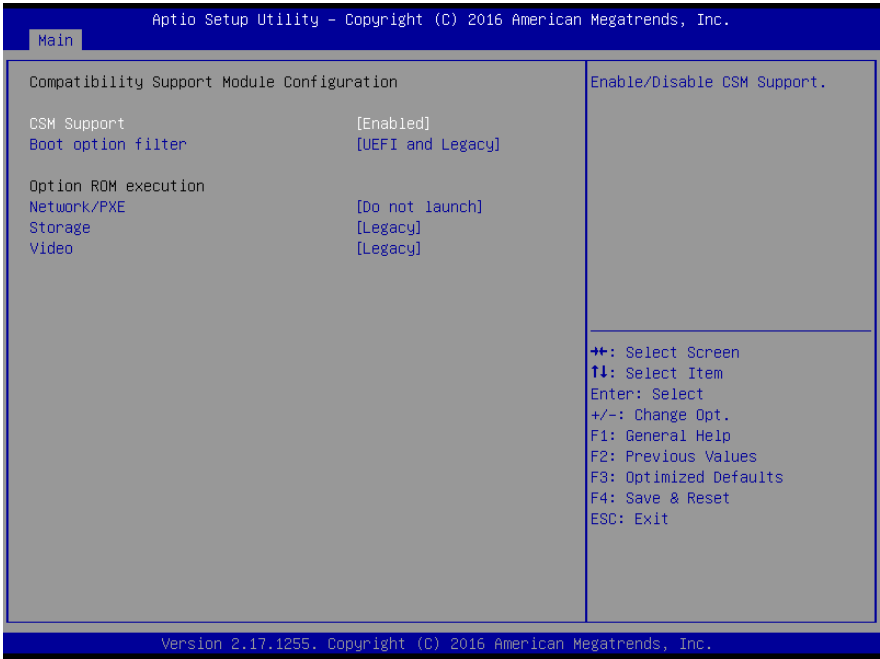 Aptio Setup Utility – Copyright (C) 2016 American Megatrends, Inc.
Main
Compatibility Support Module Configuration
CSM Support [Enabled]
Boot option filter [UEFI and Legacy]
Option ROM execution
Network/PXE [Do not launch]
Storage [Legacy]
Video [Legacy]
Enable/Disable CSM Support.
→←: Select Screen
↑↓: Select Item
Enter: Select
+/-: Change Opt.
F1: General Help
F2: Previous Values
F3: Optimized Defaults
F4: Save & Reset
ESC: Exit
Version 2.17.1255. Copyright (C) 2016 American Megatrends, Inc.